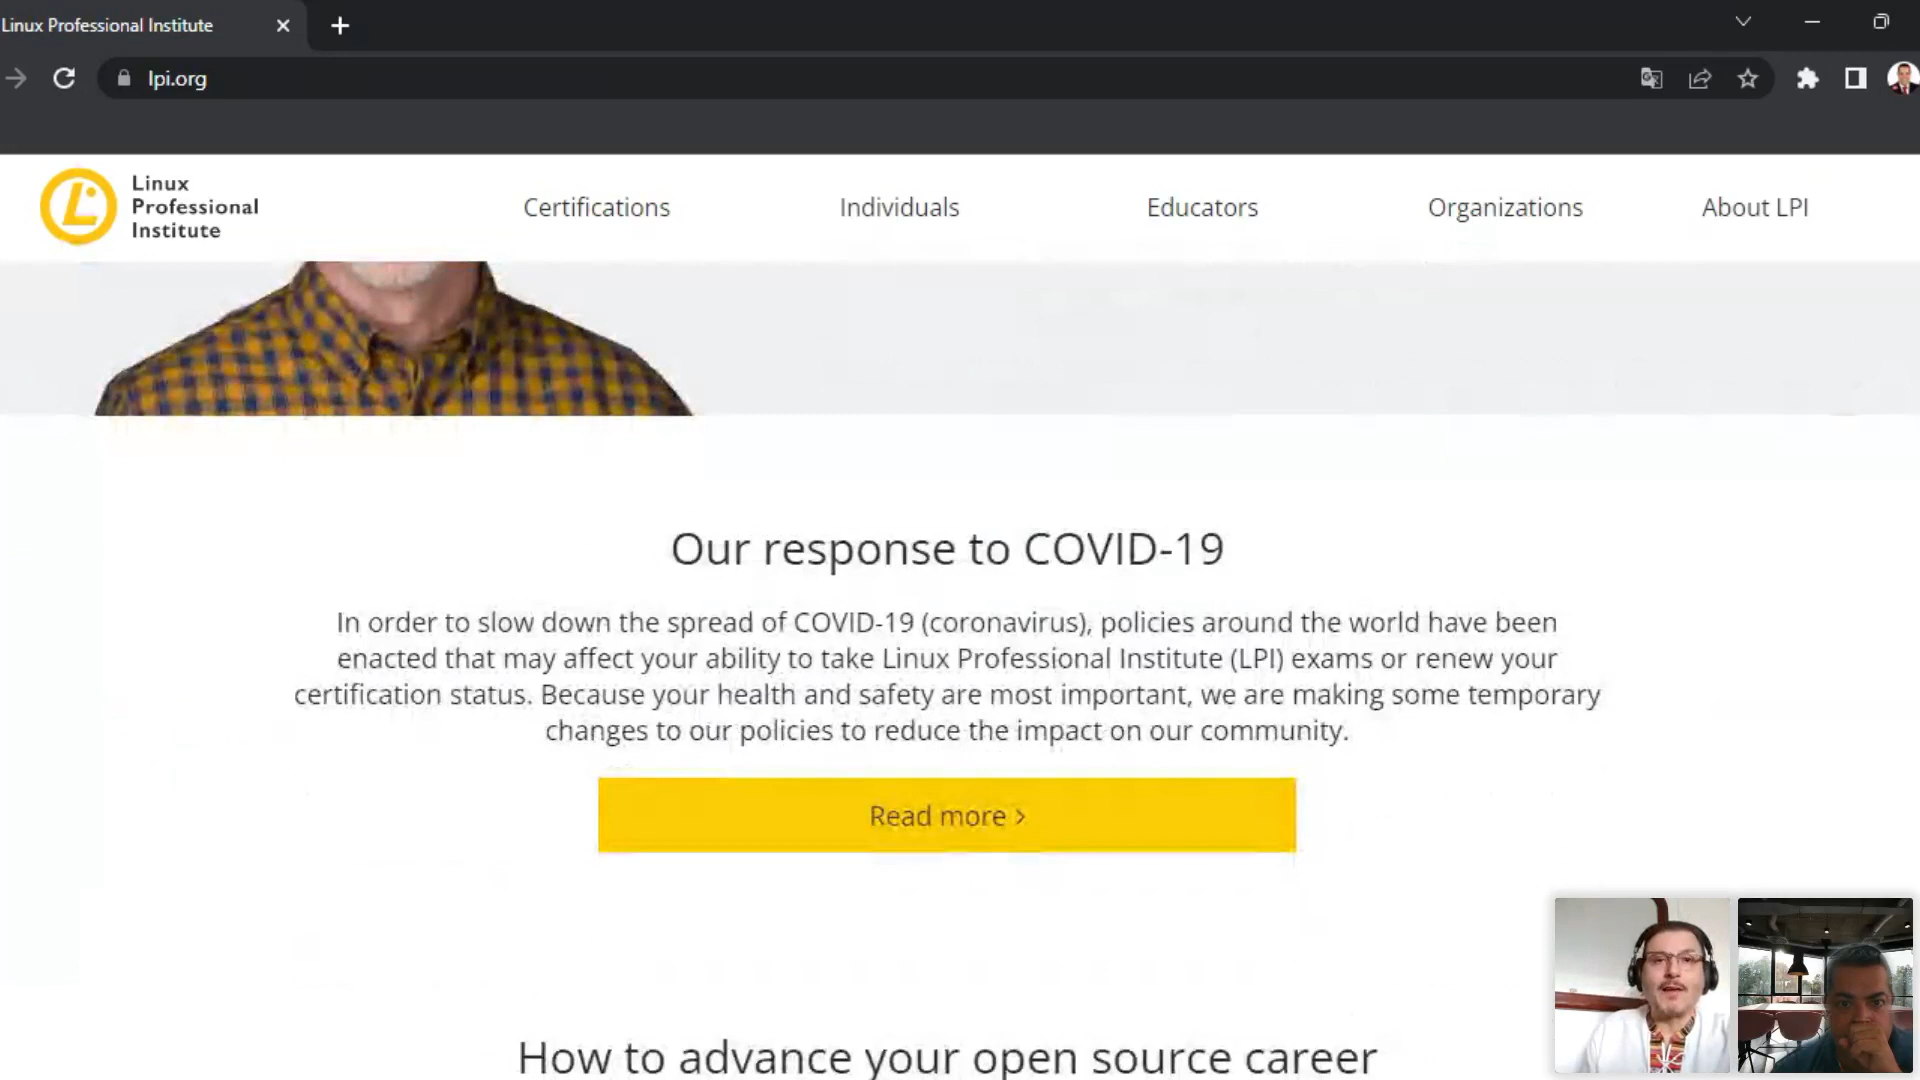 Linux Professional Institute
lpi.org
Linux
Professional
Institute
Certifications
Individuals
Educators
Organizations
About LPI
Our response to COVID-19
In order to slow down the spread of COVID-19 (coronavirus), policies around the world have been
enacted that may affect your ability to take Linux Professional Institute (LPI) exams or renew your
certification status. Because your health and safety are most important, we are making some temporary
changes to our policies to reduce the impact on our community.
Read more >
How to advance your open source career